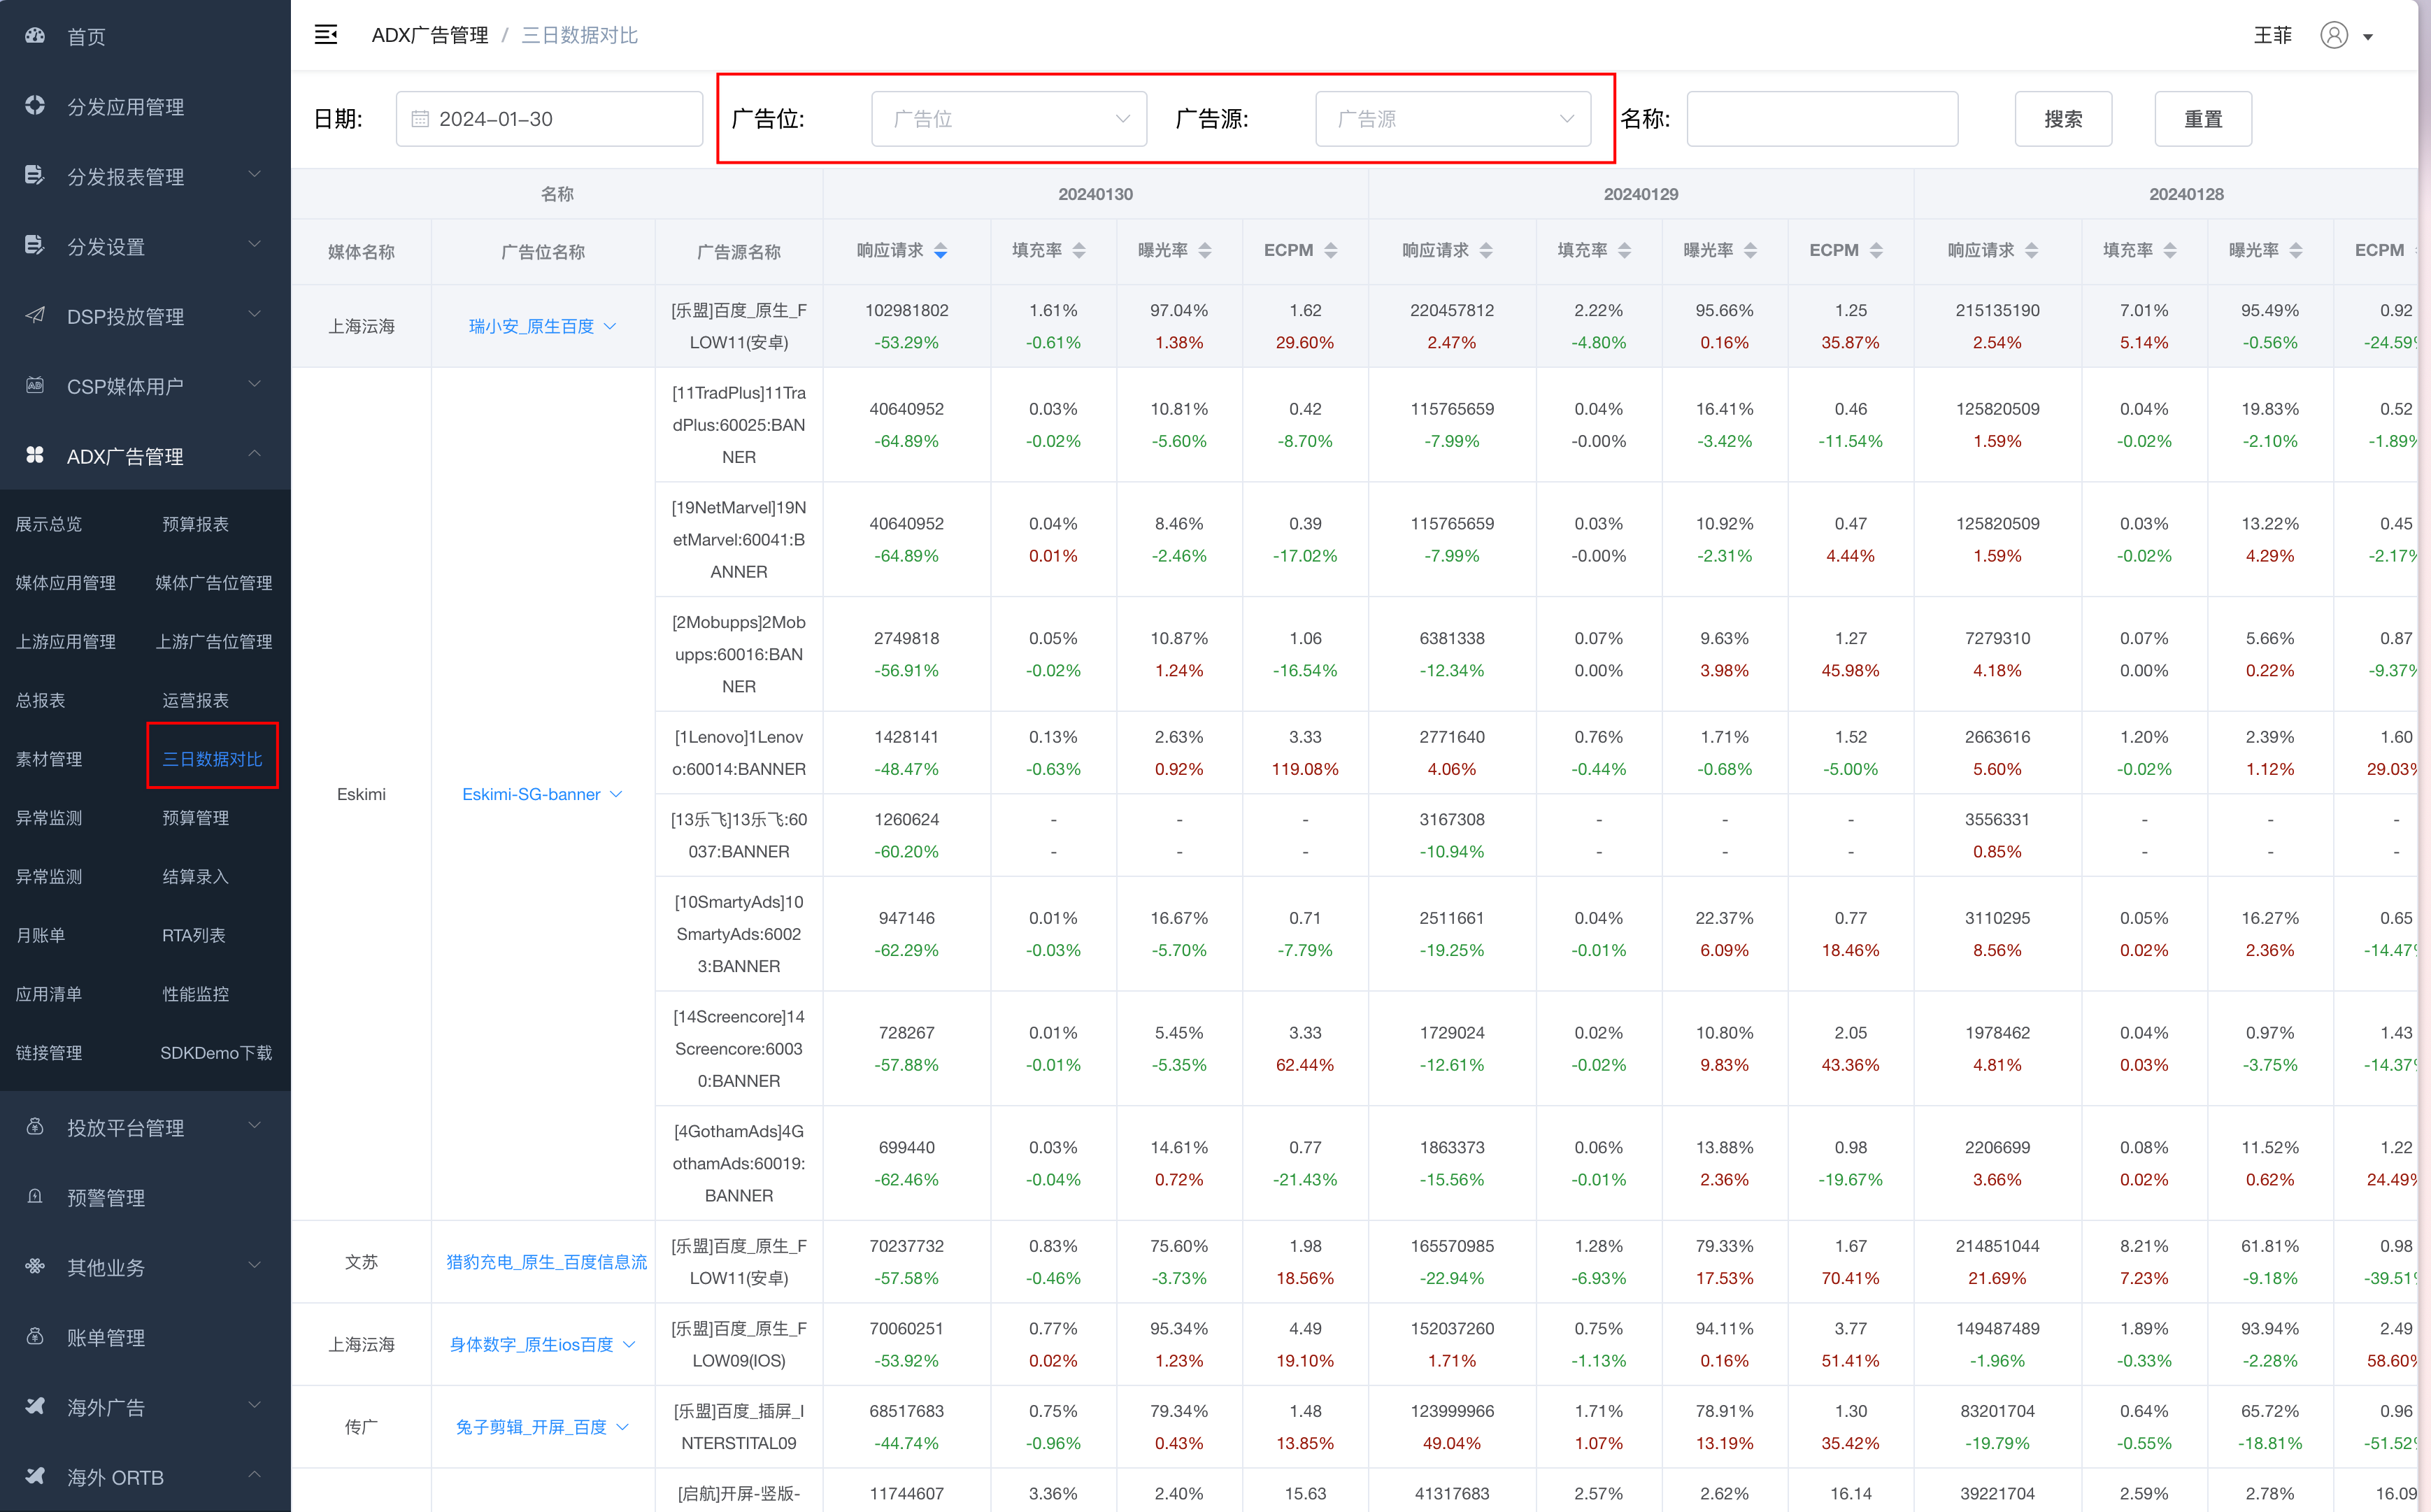 首页
分发应用管理
分发报表管理
分发设置
DSP投放管理
CSP媒体用户
ADX广告管理
展示总览 预算报表
媒体应用管理 媒体广告位管理
上游应用管理 上游广告位管理
总报表 运营报表
素材管理 三日数据对比
异常监测 预算管理
异常监测 结算录入
月账单 RTA列表
应用清单 性能监控
链接管理 SDKDemo下载
投放平台管理
预警管理
其他业务
账单管理
海外广告
海外 ORTB
ADX广告管理 / 三日数据对比
王菲
日期: 2024-01-30 广告位: 广告位 广告源: 广告源 名称: 搜索 重置
名称 20240130 20240129 20240128
媒体名称 广告位名称 广告源名称 响应请求 填充率 曝光率 ECPM 响应请求 填充率 曝光率 ECPM 响应请求 填充率 曝光率 ECPM
上海沄海 瑞小安_原生百度
[乐盟]百度_原生_F 102981802 1.61% 97.04% 1.62 220457812 2.22% 95.66% 1.25 215135190 7.01% 95.49% 0.92
LOW11(安卓) -53.29% -0.61% 1.38% 29.60% 2.47% -4.80% 0.16% 35.87% 2.54% 5.14% -0.56% -24.59%
Eskimi Eskimi-SG-banner
[11TradPlus]11Tra
dPlus:60025:BAN
NER
40640952 0.03% 10.81% 0.42 115765659 0.04% 16.41% 0.46 125820509 0.04% 19.83% 0.52
-64.89% -0.02% -5.60% -8.70% -7.99% -0.00% -3.42% -11.54% 1.59% -0.02% -2.10% -1.89%
[19NetMarvel]19N
etMarvel:60041:B
ANNER
40640952 0.04% 8.46% 0.39 115765659 0.03% 10.92% 0.47 125820509 0.03% 13.22% 0.45
-64.89% 0.01% -2.46% -17.02% -7.99% -0.00% -2.31% 4.44% 1.59% -0.02% 4.29% -2.17%
[2Mobupps]2Mob
upps:60016:BAN
NER
2749818 0.05% 10.87% 1.06 6381338 0.07% 9.63% 1.27 7279310 0.07% 5.66% 0.87
-56.91% -0.02% 1.24% -16.54% -12.34% 0.00% 3.98% 45.98% 4.18% 0.00% 0.22% -9.37%
[1Lenovo]1Lenov 1428141 0.13% 2.63% 3.33 2771640 0.76% 1.71% 1.52 2663616 1.20% 2.39% 1.60
o:60014:BANNER -48.47% -0.63% 0.92% 119.08% 4.06% -0.44% -0.68% -5.00% 5.60% -0.02% 1.12% 29.03%
[13乐飞]13乐飞:60 1260624 - - - 3167308 - - - 3556331 - - -
037:BANNER -60.20% - - - -10.94% - - - 0.85% - - -
[10SmartyAds]10
SmartyAds:6002
3:BANNER
947146 0.01% 16.67% 0.71 2511661 0.04% 22.37% 0.77 3110295 0.05% 16.27% 0.65
-62.29% -0.03% -5.70% -7.79% -19.25% -0.01% 6.09% 18.46% 8.56% 0.02% 2.36% -14.47%
[14Screencore]14
Screencore:6003
0:BANNER
728267 0.01% 5.45% 3.33 1729024 0.02% 10.80% 2.05 1978462 0.04% 0.97% 1.43
-57.88% -0.01% -5.35% 62.44% -12.61% -0.02% 9.83% 43.36% 4.81% 0.03% -3.75% -14.37%
[4GothamAds]4G
othamAds:60019:
BANNER
699440 0.03% 14.61% 0.77 1863373 0.06% 13.88% 0.98 2206699 0.08% 11.52% 1.22
-62.46% -0.04% 0.72% -21.43% -15.56% -0.01% 2.36% -19.67% 3.66% 0.02% 0.62% 24.49%
文苏 猎豹充电_原生_百度信息流
[乐盟]百度_原生_F 70237732 0.83% 75.60% 1.98 165570985 1.28% 79.33% 1.67 214851044 8.21% 61.81% 0.98
LOW11(安卓) -57.58% -0.46% -3.73% 18.56% -22.94% -6.93% 17.53% 70.41% 21.69% 7.23% -9.18% -39.51%
上海沄海 身体数字_原生ios百度
[乐盟]百度_原生_F 70060251 0.77% 95.34% 4.49 152037260 0.75% 94.11% 3.77 149487489 1.89% 93.94% 2.49
LOW09(IOS) -53.92% 0.02% 1.23% 19.10% 1.71% -1.13% 0.16% 51.41% -1.96% -0.33% -2.28% 58.60%
传广 兔子剪辑_开屏_百度
[乐盟]百度_插屏_I 68517683 0.75% 79.34% 1.48 123999966 1.71% 78.91% 1.30 83201704 0.64% 65.72% 0.96
NTERSTITAL09 -44.74% -0.96% 0.43% 13.85% 49.04% 1.07% 13.19% 35.42% -19.79% -0.55% -18.81% -51.52%
[启航]开屏-竖版- 11744607 3.36% 2.40% 15.63 41317683 2.57% 2.62% 16.14 39221704 2.59% 2.78% 16.09